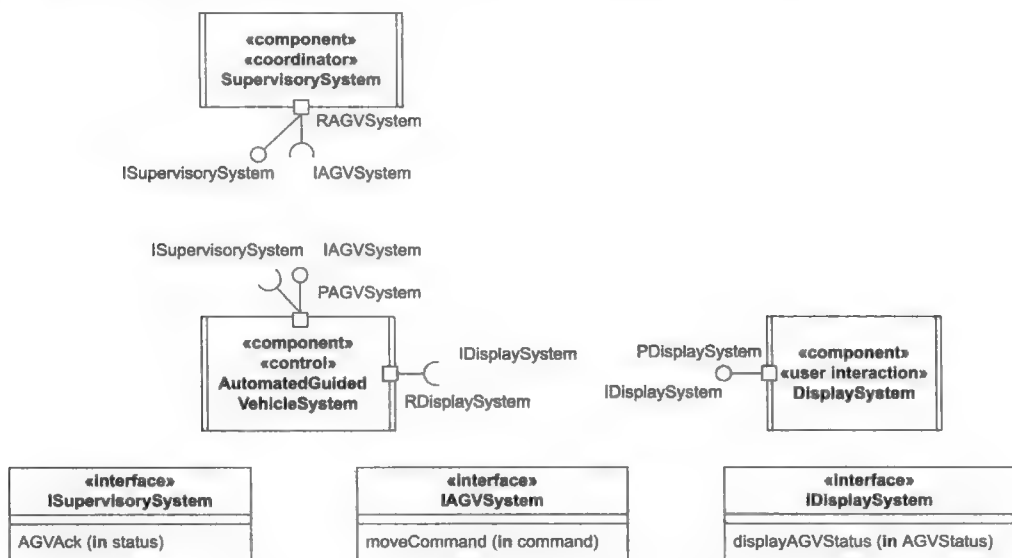 «component»
«coordinator»
SupervisorySystem
RAGVSystem
ISupervisorySystem IAGVSystem
ISupervisorySystem IAGVSystem
PAGVSystem
«component»
«control»
AutomatedGuided
VehicleSystem
IDisplaySystem
RDisplaySystem
PDisplaySystem
IDisplaySystem
«component»
«user interaction»
DisplaySystem
«interface»
ISupervisorySystem
AGVAck (in status)
«interface»
IAGVSystem
moveCommand (in command)
«interface»
IDisplaySystem
displayAGVStatus (in AGVStatus)